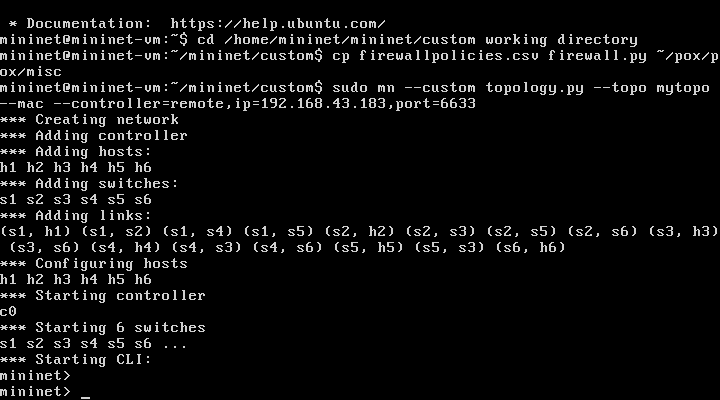 * Documentation:  https://help.ubuntu.com/
mininet@mininet-vm:~$ cd /home/mininet/mininet/custom working directory
mininet@mininet-vm:~/mininet/custom$ cp firewallpolicies.csv firewall.py ~/pox/p
ox/misc
mininet@mininet-vm:~/mininet/custom$ sudo mn --custom topology.py --topo mytopo
--mac --controller=remote,ip=192.168.43.183,port=6633
*** Creating network
*** Adding controller
*** Adding hosts:
h1 h2 h3 h4 h5 h6
*** Adding switches:
s1 s2 s3 s4 s5 s6
*** Adding links:
(s1, h1) (s1, s2) (s1, s4) (s1, s5) (s2, h2) (s2, s3) (s2, s5) (s2, s6) (s3, h3)
(s3, s6) (s4, h4) (s4, s3) (s4, s6) (s5, h5) (s5, s3) (s6, h6)
*** Configuring hosts
h1 h2 h3 h4 h5 h6
*** Starting controller
c0
*** Starting 6 switches
s1 s2 s3 s4 s5 s6 ...
*** Starting CLI:
mininet>
mininet> _